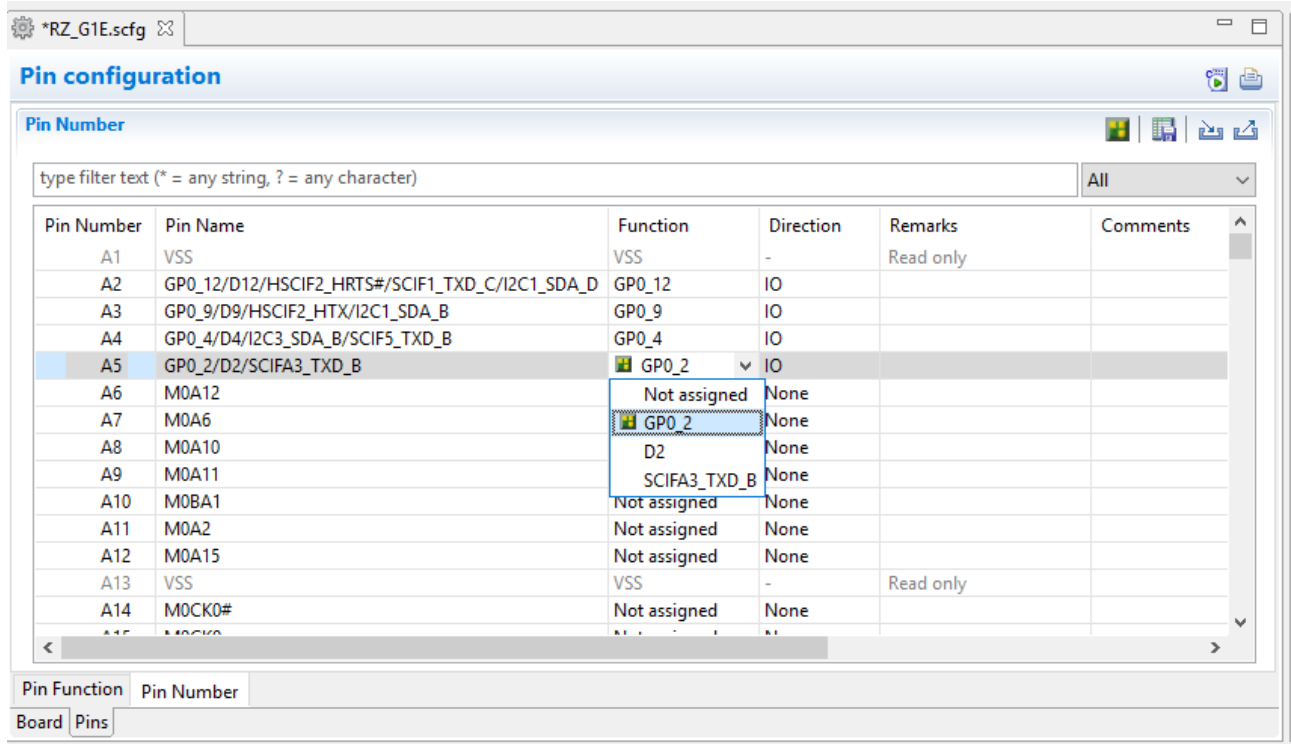 *RZ_G1E.scfg
Pin configuration
Pin Number
type filter text (* = any string, ? = any character) All
Pin Number Pin Name Function Direction Remarks Comments
A1 VSS VSS - Read only
A2 GP0_12/D12/HSCIF2_HRTS#/SCIF1_TXD_C/I2C1_SDA_D GP0_12 IO
A3 GP0_9/D9/HSCIF2_HTX/I2C1_SDA_B GP0_9 IO
A4 GP0_4/D4/I2C3_SDA_B/SCIF5_TXD_B GP0_4 IO
A5 GP0_2/D2/SCIFA3_TXD_B GP0_2 IO
A6 M0A12 Not assigned None
A7 M0A6 GP0_2 None
A8 M0A10 D2 None
A9 M0A11 SCIFA3_TXD_B None
A10 M0BA1 Not assigned None
A11 M0A2 Not assigned None
A12 M0A15 Not assigned None
A13 VSS VSS - Read only
A14 M0CK0# Not assigned None
Pin Function Pin Number
Board Pins